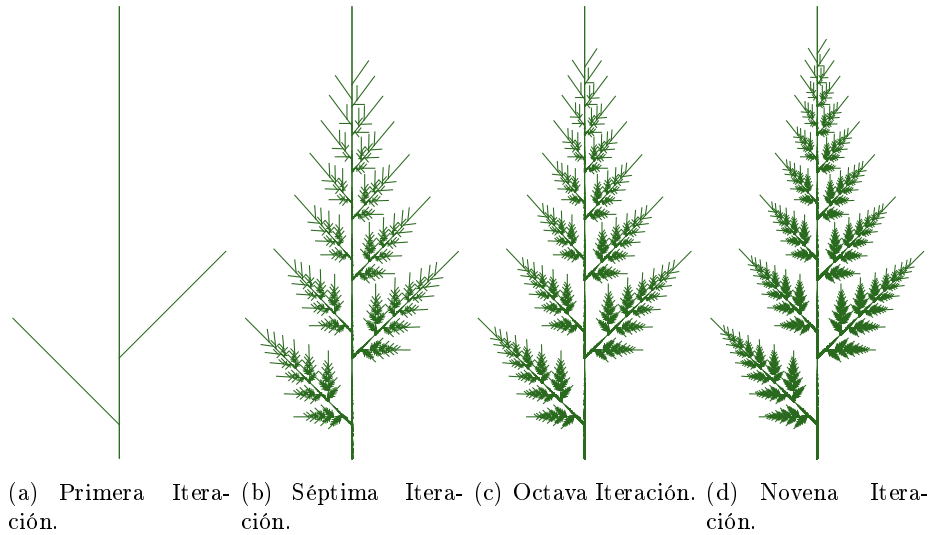 (a) Primera Itera-
ción.
(b) Séptima Itera-
ción.
(c) Octava Iteración.
(d) Novena Itera-
ción.